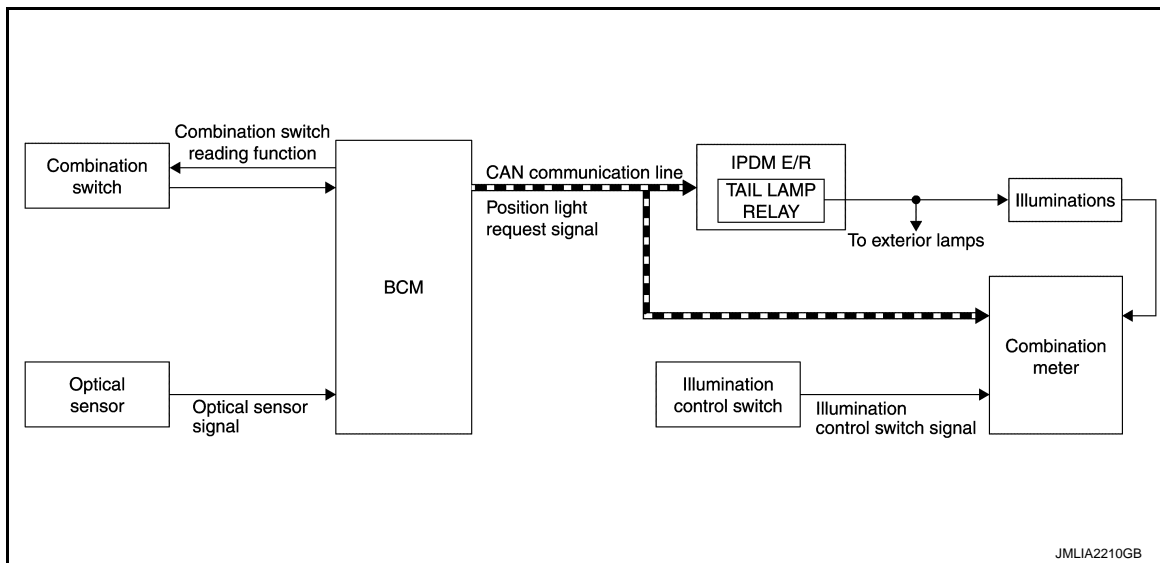 Combination switch
reading function
Combination
switch
CAN communication line
Position light
request signal
IPDM E/R
TAIL LAMP
RELAY
Illuminations
To exterior lamps
BCM
Combination
meter
Optical
sensor
Optical sensor
signal
Illumination
control switch
Illumination
control switch signal
JMLIA2210GB